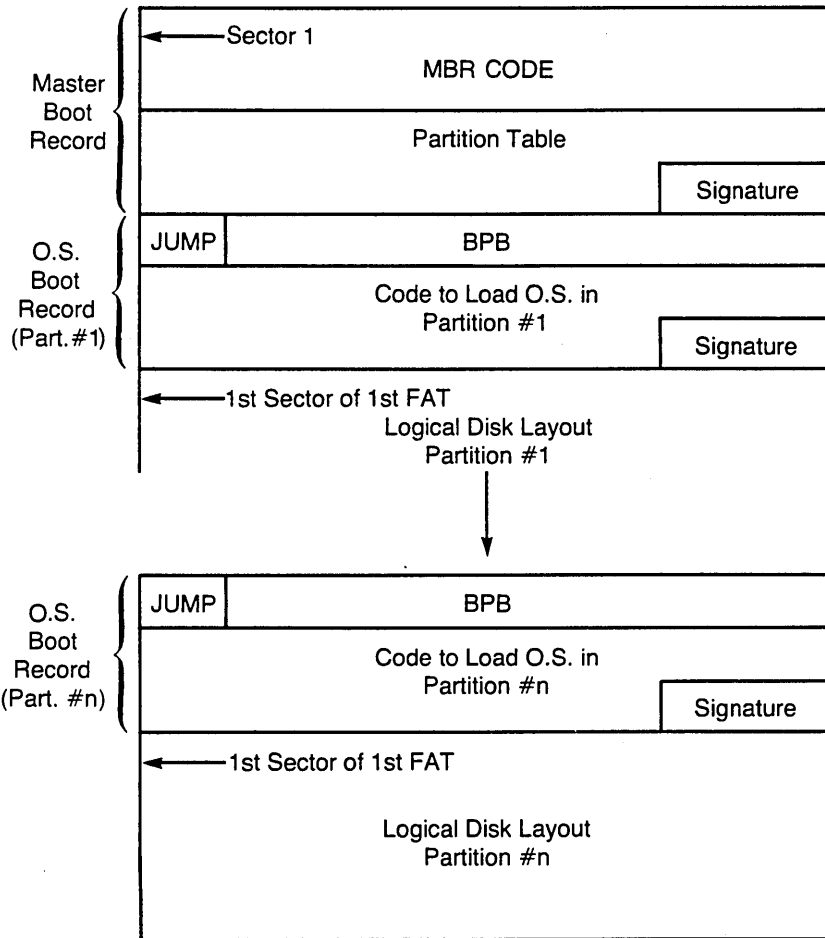 Sector 1
MBR CODE
Master
Boot
Record
Partition Table
Signature
JUMP
BPB
O.S.
Boot
Record
(Part.#1)
Code to Load O.S. in
Partition #1
Signature
1st Sector of 1st FAT
Logical Disk Layout
Partition #1
JUMP
BPB
O.S.
Boot
Record
(Part. #n)
Code to Load O.S. in
Partition #n
Signature
1st Sector of 1st FAT
Logical Disk Layout
Partition #n